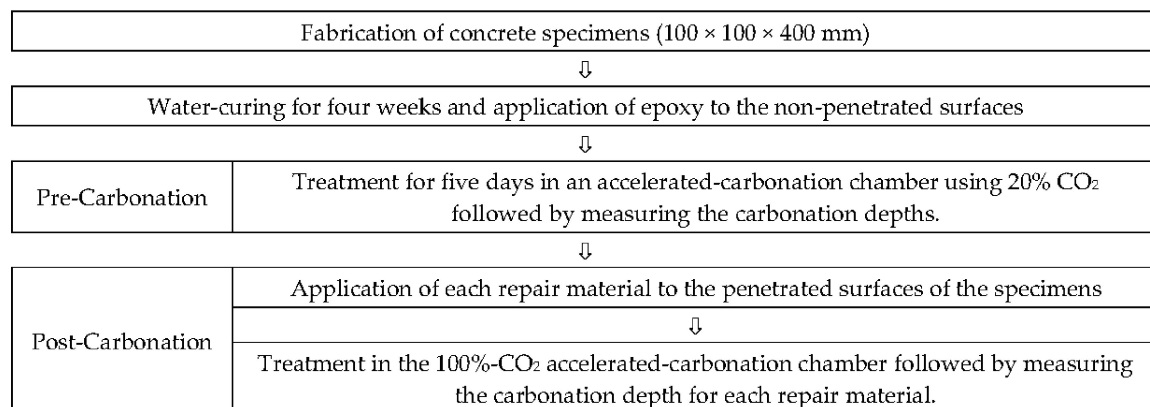 Fabrication of concrete specimens (100 × 100 × 400 mm)
⇩
Water-curing for four weeks and application of epoxy to the non-penetrated surfaces
⇩
Pre-Carbonation
Treatment for five days in an accelerated-carbonation chamber using 20% CO₂
followed by measuring the carbonation depths.
⇩
Post-Carbonation
Application of each repair material to the penetrated surfaces of the specimens
⇩
Treatment in the 100%-CO₂ accelerated-carbonation chamber followed by measuring
the carbonation depth for each repair material.